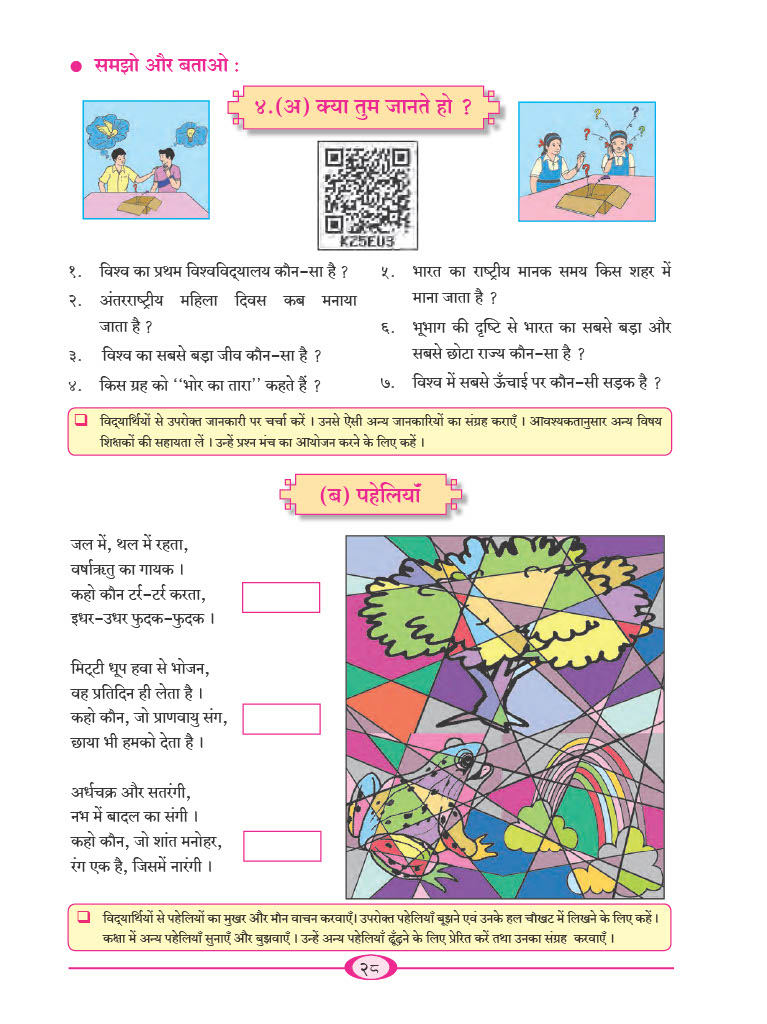 ● समझो और बताओ :
४.(अ) क्या तुम जानते हो ?
KZ5EU3
१. विश्व का प्रथम विश्वविद्यालय कौन-सा है ?
२. अंतरराष्ट्रीय महिला दिवस कब मनाया
जाता है ?
३. विश्व का सबसे बड़ा जीव कौन-सा है ?
४. किस ग्रह को ‘‘भोर का तारा’’ कहते हैं ?
५. भारत का राष्ट्रीय मानक समय किस शहर में
माना जाता है ?
६. भूभाग की दृष्टि से भारत का सबसे बड़ा और
सबसे छोटा राज्य कौन-सा है ?
७. विश्व में सबसे ऊँचाई पर कौन-सी सड़क है ?
❑ विद्यार्थियों से उपरोक्त जानकारी पर चर्चा करें । उनसे ऐसी अन्य जानकारियों का संग्रह कराएँ । आवश्यकतानुसार अन्य विषय
शिक्षकों की सहायता लें । उन्हें प्रश्न मंच का आयोजन करने के लिए कहें ।
(ब) पहेलियाँ
जल में, थल में रहता,
वर्षाऋतु का गायक ।
कहो कौन टर्र-टर्र करता,
इधर-उधर फुदक-फुदक ।
मिट्टी धूप हवा से भोजन,
वह प्रतिदिन ही लेता है ।
कहो कौन, जो प्राणवायु संग,
छाया भी हमको देता है ।
अर्धचक्र और सतरंगी,
नभ में बादल का संगी ।
कहो कौन, जो शांत मनोहर,
रंग एक है, जिसमें नारंगी ।
❑ विद्यार्थियों से पहेलियों का मुखर और मौन वाचन करवाएँ। उपरोक्त पहेलियाँ बूझने एवं उनके हल चौखट में लिखने के लिए कहें ।
कक्षा में अन्य पहेलियाँ सुनाएँ और बुझवाएँ । उन्हें अन्य पहेलियाँ ढूँढ़ने के लिए प्रेरित करें तथा उनका संग्रह करवाएँ ।
२८